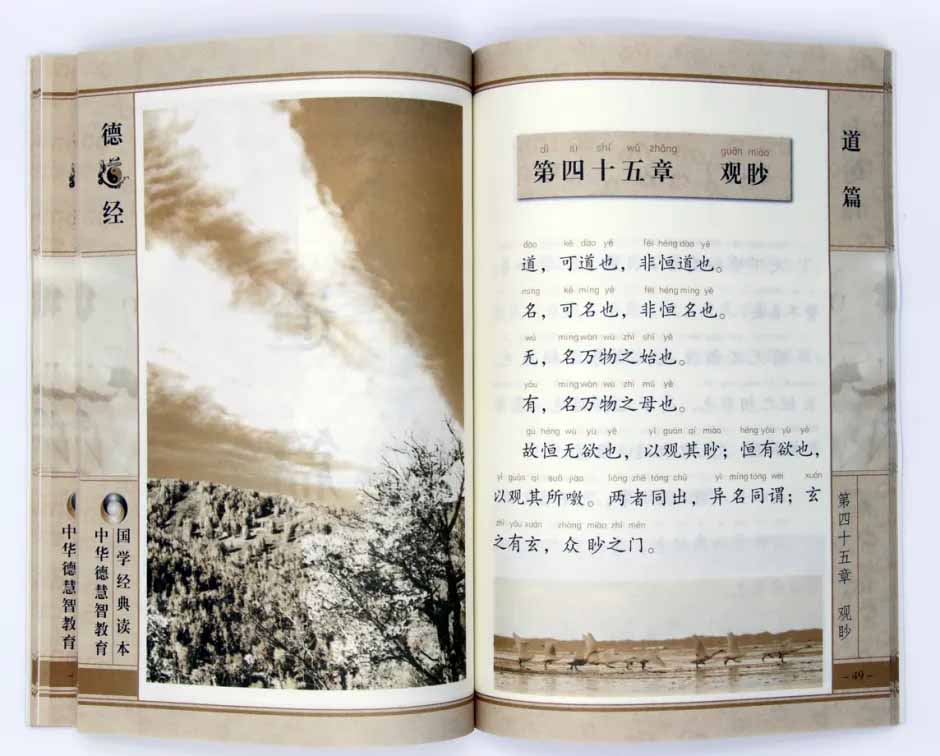 德
经
国学经典读本
中华德慧智教育
中华德慧智教育
dì sì shí wǔ zhāng guān miǎo
第四十五章 观眇
dào kě dào yě fēi héng dào yě
道，可道也，非恒道也。
míng kě míng yě fēi héng míng yě
名，可名也，非恒名也。
wú míng wàn wù zhī shǐ yě
无，名万物之始也。
yǒu míng wàn wù zhī mǔ yě
有，名万物之母也。
gù héng wú yù yě yǐ guān qí miǎo héng yǒu yù yě
故恒无欲也，以观其眇；恒有欲也，
yǐ guān qí suǒ jiào liǎng zhě tóng chū yì míng tóng wèi xuán
以观其所噭。两者同出，异名同谓；玄
zhī yòu xuán zhòng miǎo zhī mén
之有玄，众眇之门。
道
篇
第四十五章 观眇
- 49 -